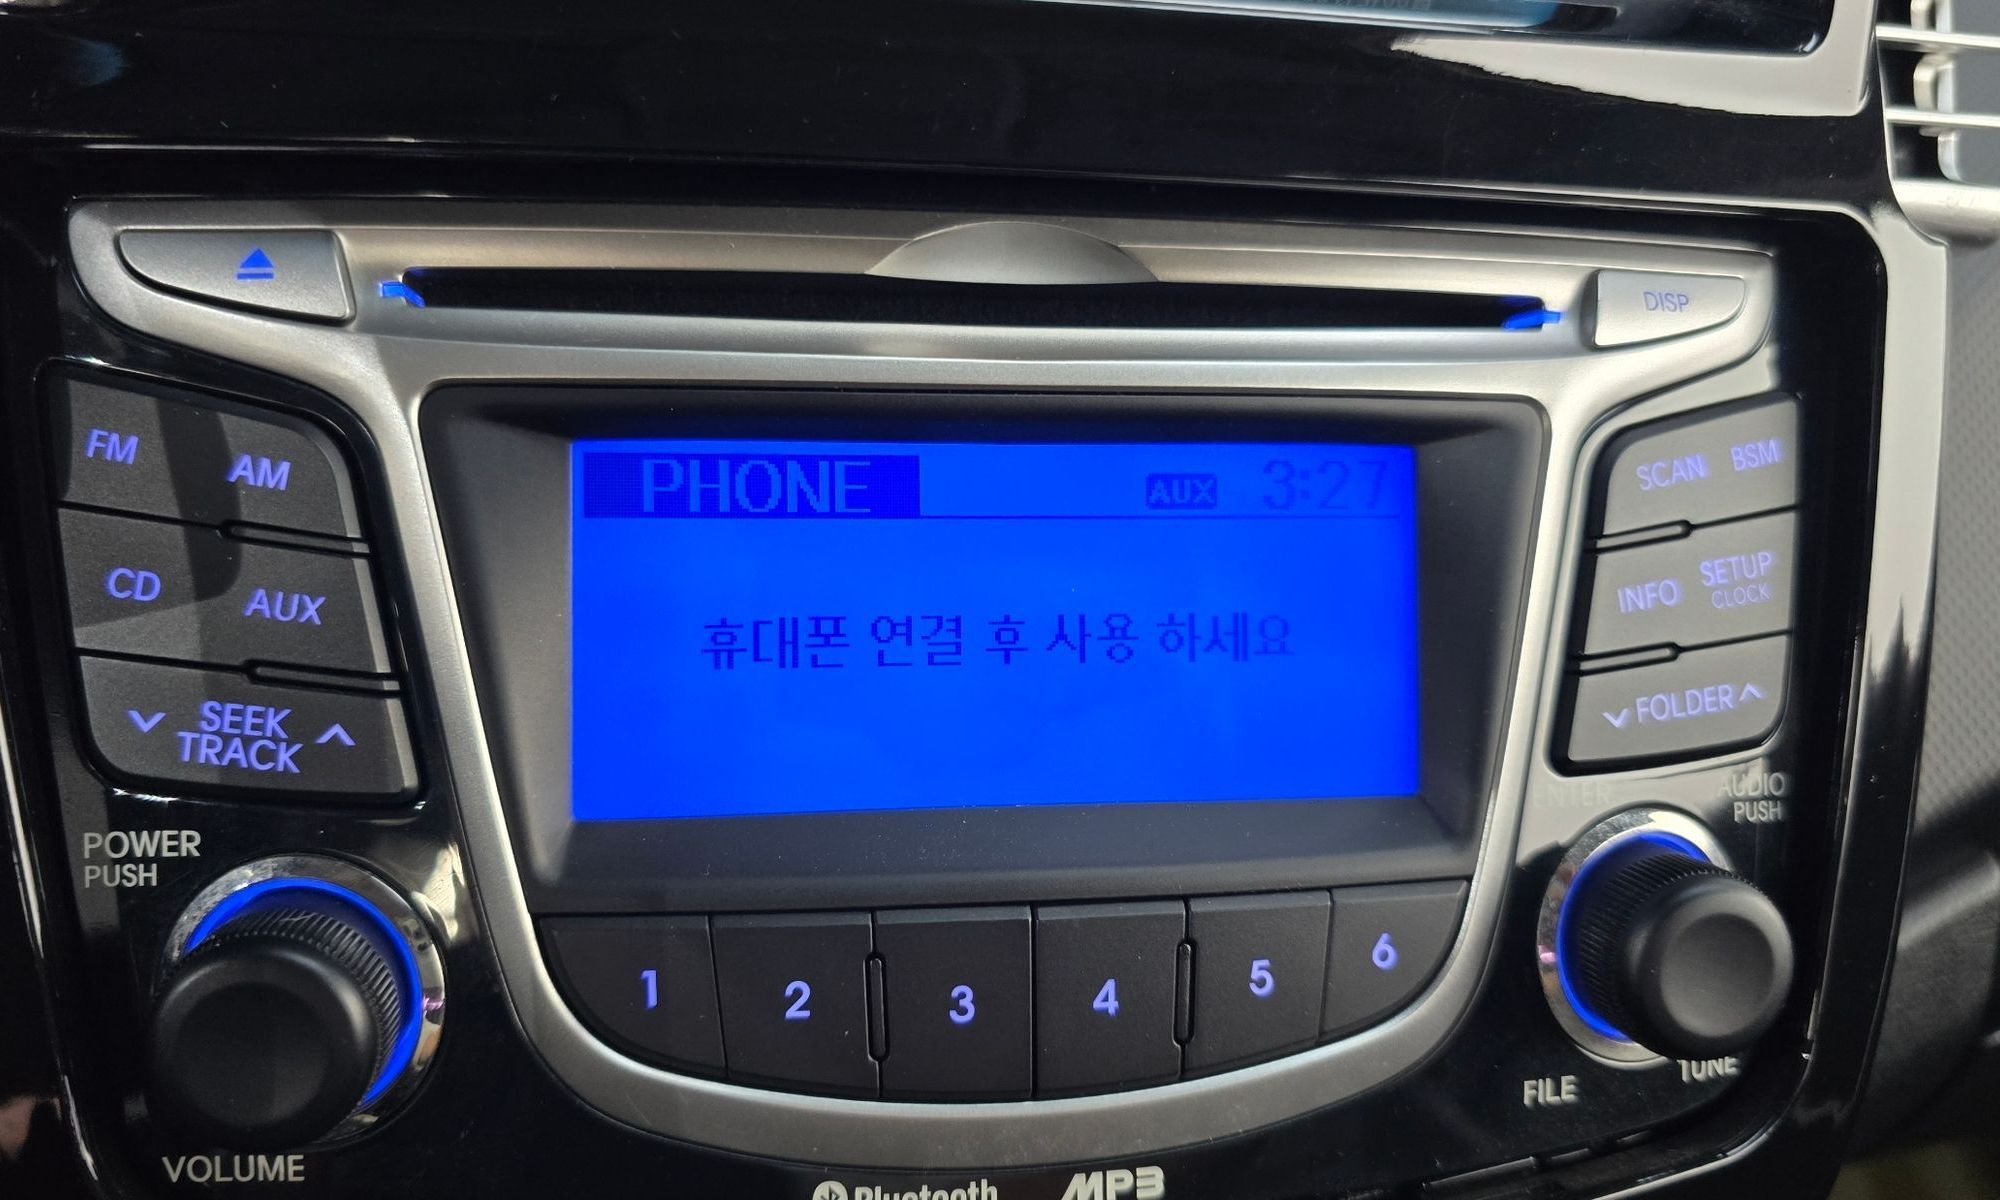 DISP
FM
AM
SCAN
BSM
PHONE
AUX
3:27
CD
AUX
휴대폰 연결 후 사용 하세요
INFO
SETUP
CLOCK
SEEK
TRACK
FOLDER
POWER
PUSH
ENTER
AUDIO
PUSH
1
2
3
4
5
6
FILE
TUNE
VOLUME
Bluetooth
MP3